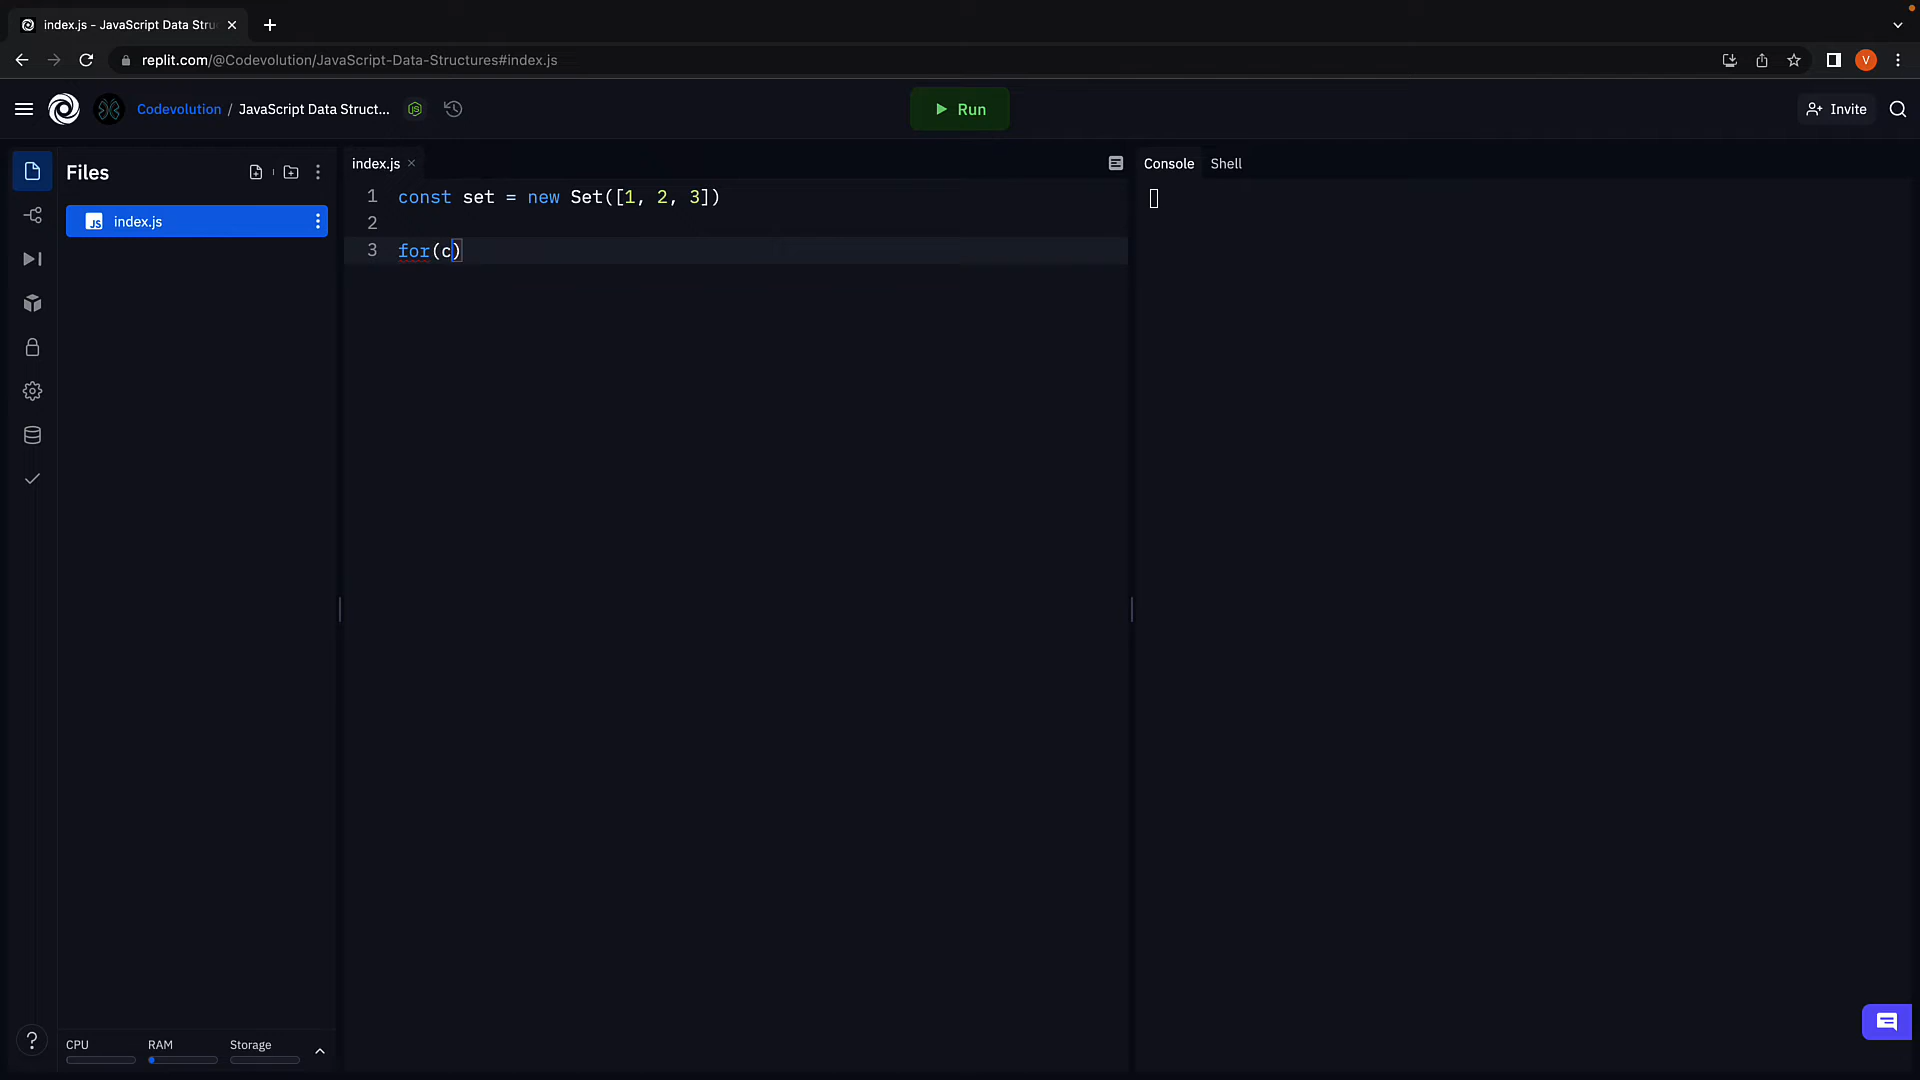 index.js - JavaScript Data Stru
replit.com/@Codevolution/JavaScript-Data-Structures#index.js
V
Codevolution / JavaScript Data Struct...
Run
Invite
Files
index.js
Console
Shell
JS index.js
1 const set = new Set([1, 2, 3])
2
3 for(c)
?
CPU
RAM
Storage